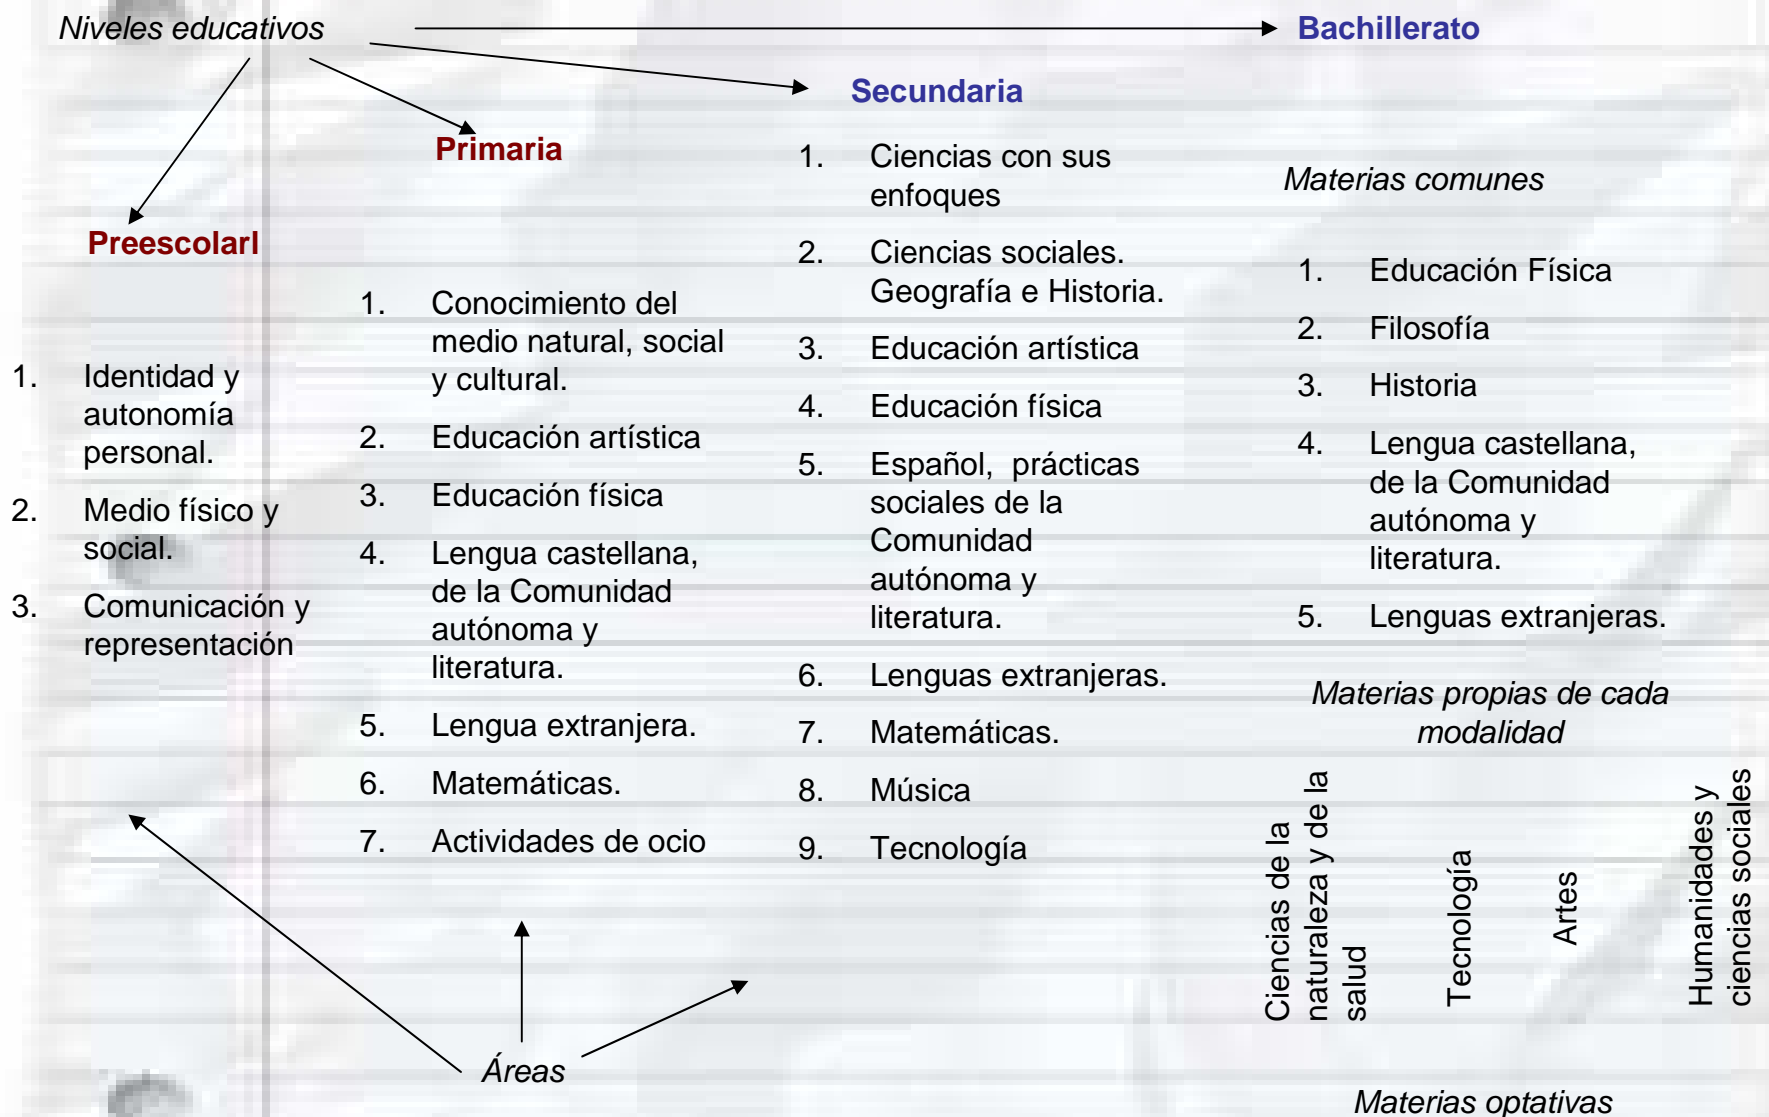 Niveles educativos
Bachillerato
Secundaria
Primaria
Preescolarl
1. Identidad y
autonomía
personal.
2. Medio físico y
social.
3. Comunicación y
representación
1. Conocimiento del
medio natural, social
y cultural.
2. Educación artística
3. Educación física
4. Lengua castellana,
de la Comunidad
autónoma y
literatura.
5. Lengua extranjera.
6. Matemáticas.
7. Actividades de ocio
1. Ciencias con sus
enfoques
2. Ciencias sociales.
Geografía e Historia.
3. Educación artística
4. Educación física
5. Español, prácticas
sociales de la
Comunidad
autónoma y
literatura.
6. Lenguas extranjeras.
7. Matemáticas.
8. Música
9. Tecnología
Materias comunes
1. Educación Física
2. Filosofía
3. Historia
4. Lengua castellana,
de la Comunidad
autónoma y
literatura.
5. Lenguas extranjeras.
Materias propias de cada
modalidad
Ciencias de la
naturaleza y de la
salud
Tecnología
Artes
Humanidades y
ciencias sociales
Áreas
Materias optativas